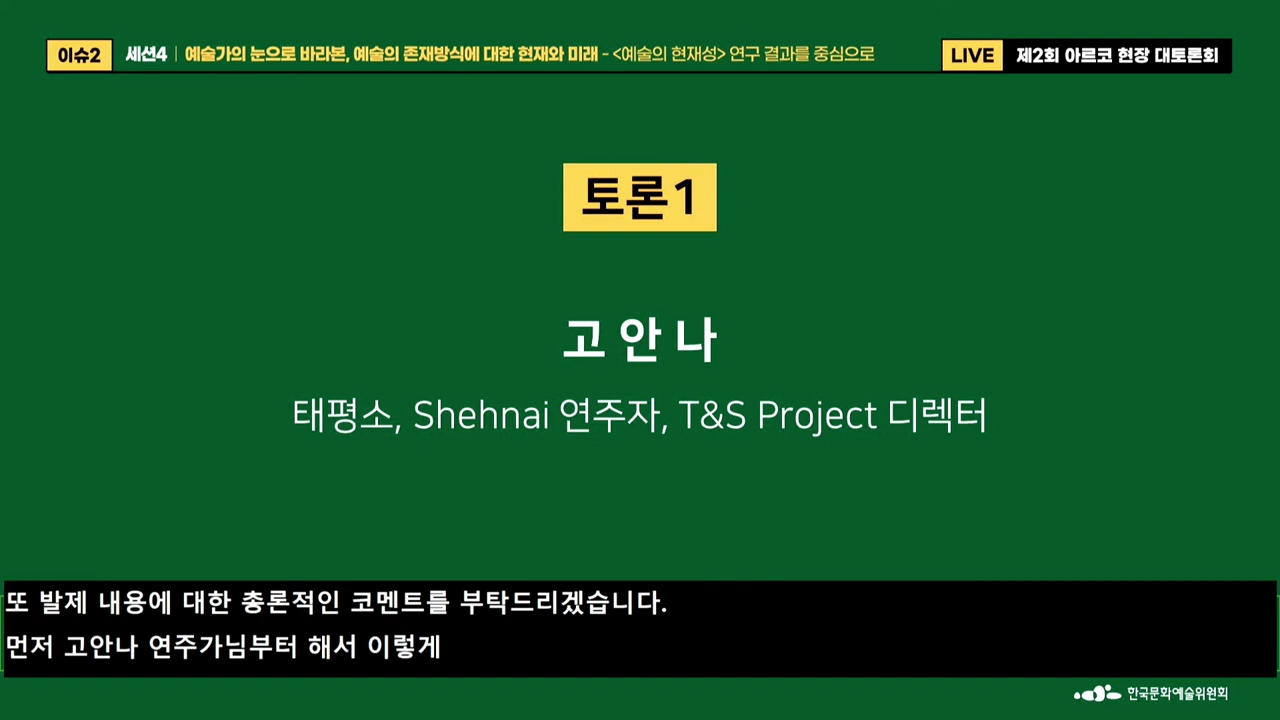 이슈2 세션4 | 예술가의 눈으로 바라본, 예술의 존재방식에 대한 현재와 미래 - <예술의 현재성> 연구 결과를 중심으로 LIVE 제2회 아르코 현장 대토론회
토론1
고안나
태평소, Shehnai 연주자, T&S Project 디렉터
또 발제 내용에 대한 총론적인 코멘트를 부탁드리겠습니다.
먼저 고안나 연주가님부터 해서 이렇게
한국문화예술위원회